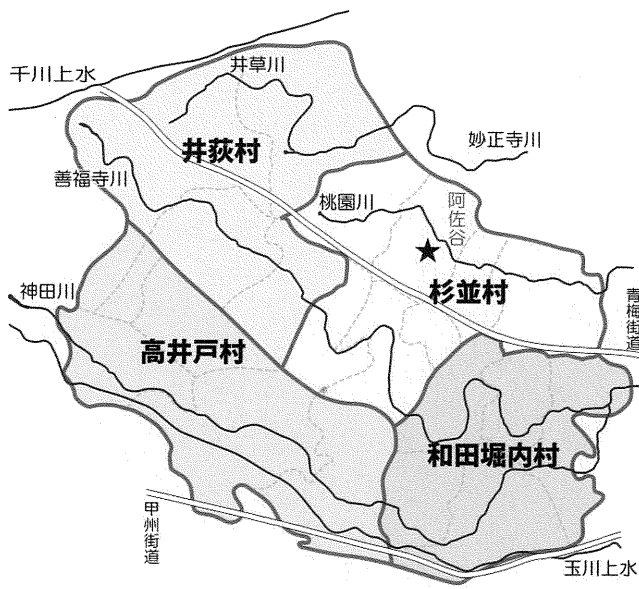 千川上水
井草川
妙正寺川
井荻村
善福寺川
桃園川
阿佐谷
神田川
杉並村
青梅街道
高井戸村
和田堀内村
甲州街道
玉川上水